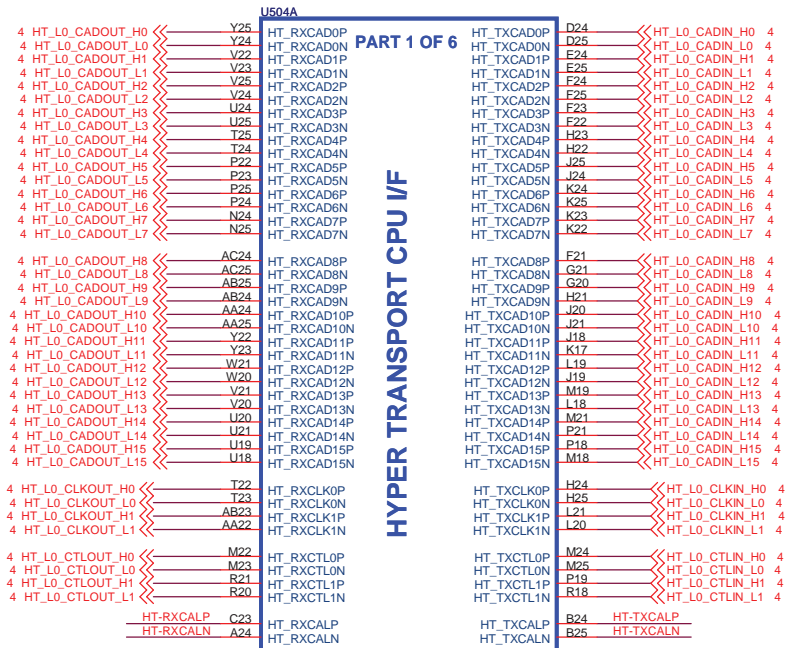 U504A
PART 1 OF 6
HYPER TRANSPORT CPU I/F
4 HT_L0_CADOUT_H0 Y25 HT_RXCAD0P HT_TXCAD0P D24 HT_L0_CADIN_H0 4
4 HT_L0_CADOUT_L0 Y24 HT_RXCAD0N HT_TXCAD0N D25 HT_L0_CADIN_L0 4
4 HT_L0_CADOUT_H1 V22 HT_RXCAD1P HT_TXCAD1P E24 HT_L0_CADIN_H1 4
4 HT_L0_CADOUT_L1 V23 HT_RXCAD1N HT_TXCAD1N E25 HT_L0_CADIN_L1 4
4 HT_L0_CADOUT_H2 V25 HT_RXCAD2P HT_TXCAD2P F24 HT_L0_CADIN_H2 4
4 HT_L0_CADOUT_L2 V24 HT_RXCAD2N HT_TXCAD2N F25 HT_L0_CADIN_L2 4
4 HT_L0_CADOUT_H3 U24 HT_RXCAD3P HT_TXCAD3P F23 HT_L0_CADIN_H3 4
4 HT_L0_CADOUT_L3 U25 HT_RXCAD3N HT_TXCAD3N F22 HT_L0_CADIN_L3 4
4 HT_L0_CADOUT_H4 T25 HT_RXCAD4P HT_TXCAD4P H23 HT_L0_CADIN_H4 4
4 HT_L0_CADOUT_L4 T24 HT_RXCAD4N HT_TXCAD4N H22 HT_L0_CADIN_L4 4
4 HT_L0_CADOUT_H5 P22 HT_RXCAD5P HT_TXCAD5P J25 HT_L0_CADIN_H5 4
4 HT_L0_CADOUT_L5 P23 HT_RXCAD5N HT_TXCAD5N J24 HT_L0_CADIN_L5 4
4 HT_L0_CADOUT_H6 P25 HT_RXCAD6P HT_TXCAD6P K24 HT_L0_CADIN_H6 4
4 HT_L0_CADOUT_L6 P24 HT_RXCAD6N HT_TXCAD6N K25 HT_L0_CADIN_L6 4
4 HT_L0_CADOUT_H7 N24 HT_RXCAD7P HT_TXCAD7P K23 HT_L0_CADIN_H7 4
4 HT_L0_CADOUT_L7 N25 HT_RXCAD7N HT_TXCAD7N K22 HT_L0_CADIN_L7 4
4 HT_L0_CADOUT_H8 AC24 HT_RXCAD8P HT_TXCAD8P F21 HT_L0_CADIN_H8 4
4 HT_L0_CADOUT_L8 AC25 HT_RXCAD8N HT_TXCAD8N G21 HT_L0_CADIN_L8 4
4 HT_L0_CADOUT_H9 AB25 HT_RXCAD9P HT_TXCAD9P G20 HT_L0_CADIN_H9 4
4 HT_L0_CADOUT_L9 AB24 HT_RXCAD9N HT_TXCAD9N H21 HT_L0_CADIN_L9 4
4 HT_L0_CADOUT_H10 AA24 HT_RXCAD10P HT_TXCAD10P J20 HT_L0_CADIN_H10 4
4 HT_L0_CADOUT_L10 AA25 HT_RXCAD10N HT_TXCAD10N J21 HT_L0_CADIN_L10 4
4 HT_L0_CADOUT_H11 Y22 HT_RXCAD11P HT_TXCAD11P J18 HT_L0_CADIN_H11 4
4 HT_L0_CADOUT_L11 Y23 HT_RXCAD11N HT_TXCAD11N K17 HT_L0_CADIN_L11 4
4 HT_L0_CADOUT_H12 W21 HT_RXCAD12P HT_TXCAD12P L19 HT_L0_CADIN_H12 4
4 HT_L0_CADOUT_L12 W20 HT_RXCAD12N HT_TXCAD12N J19 HT_L0_CADIN_L12 4
4 HT_L0_CADOUT_H13 V21 HT_RXCAD13P HT_TXCAD13P M19 HT_L0_CADIN_H13 4
4 HT_L0_CADOUT_L13 V20 HT_RXCAD13N HT_TXCAD13N L18 HT_L0_CADIN_L13 4
4 HT_L0_CADOUT_H14 U20 HT_RXCAD14P HT_TXCAD14P M21 HT_L0_CADIN_H14 4
4 HT_L0_CADOUT_L14 U21 HT_RXCAD14N HT_TXCAD14N P21 HT_L0_CADIN_L14 4
4 HT_L0_CADOUT_H15 U19 HT_RXCAD15P HT_TXCAD15P P18 HT_L0_CADIN_H15 4
4 HT_L0_CADOUT_L15 U18 HT_RXCAD15N HT_TXCAD15N M18 HT_L0_CADIN_L15 4
4 HT_L0_CLKOUT_H0 T22 HT_RXCLK0P HT_TXCLK0P H24 HT_L0_CLKIN_H0 4
4 HT_L0_CLKOUT_L0 T23 HT_RXCLK0N HT_TXCLK0N H25 HT_L0_CLKIN_L0 4
4 HT_L0_CLKOUT_H1 AB23 HT_RXCLK1P HT_TXCLK1P L21 HT_L0_CLKIN_H1 4
4 HT_L0_CLKOUT_L1 AA22 HT_RXCLK1N HT_TXCLK1N L20 HT_L0_CLKIN_L1 4
4 HT_L0_CTLOUT_H0 M22 HT_RXCTL0P HT_TXCTL0P M24 HT_L0_CTLIN_H0 4
4 HT_L0_CTLOUT_L0 M23 HT_RXCTL0N HT_TXCTL0N M25 HT_L0_CTLIN_L0 4
4 HT_L0_CTLOUT_H1 R21 HT_RXCTL1P HT_TXCTL1P P19 HT_L0_CTLIN_H1 4
4 HT_L0_CTLOUT_L1 R20 HT_RXCTL1N HT_TXCTL1N R18 HT_L0_CTLIN_L1 4
HT-RXCALP C23 HT_RXCALP HT_TXCALP B24 HT-TXCALP
HT-RXCALN A24 HT_RXCALN HT_TXCALN B25 HT-TXCALN